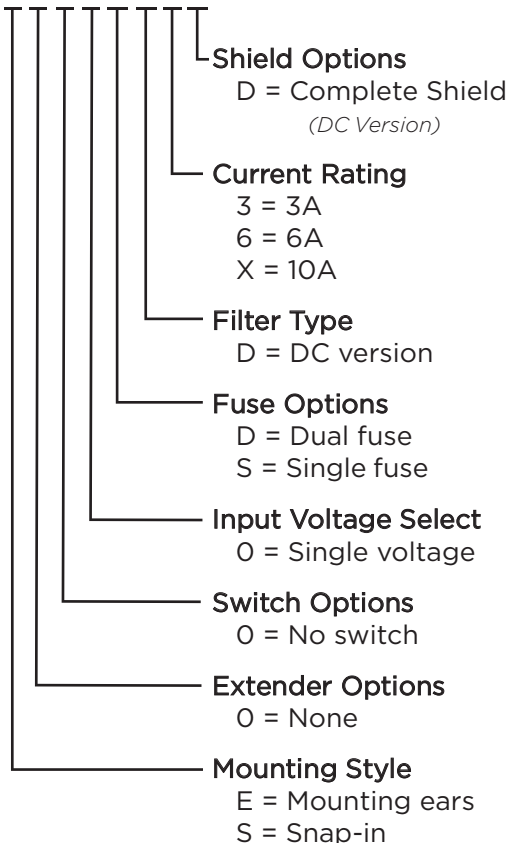 Shield Options
D = Complete Shield
(DC Version)
Current Rating
3 = 3A
6 = 6A
X = 10A
Filter Type
D = DC version
Fuse Options
D = Dual fuse
S = Single fuse
Input Voltage Select
0 = Single voltage
Switch Options
0 = No switch
Extender Options
0 = None
Mounting Style
E = Mounting ears
S = Snap-in